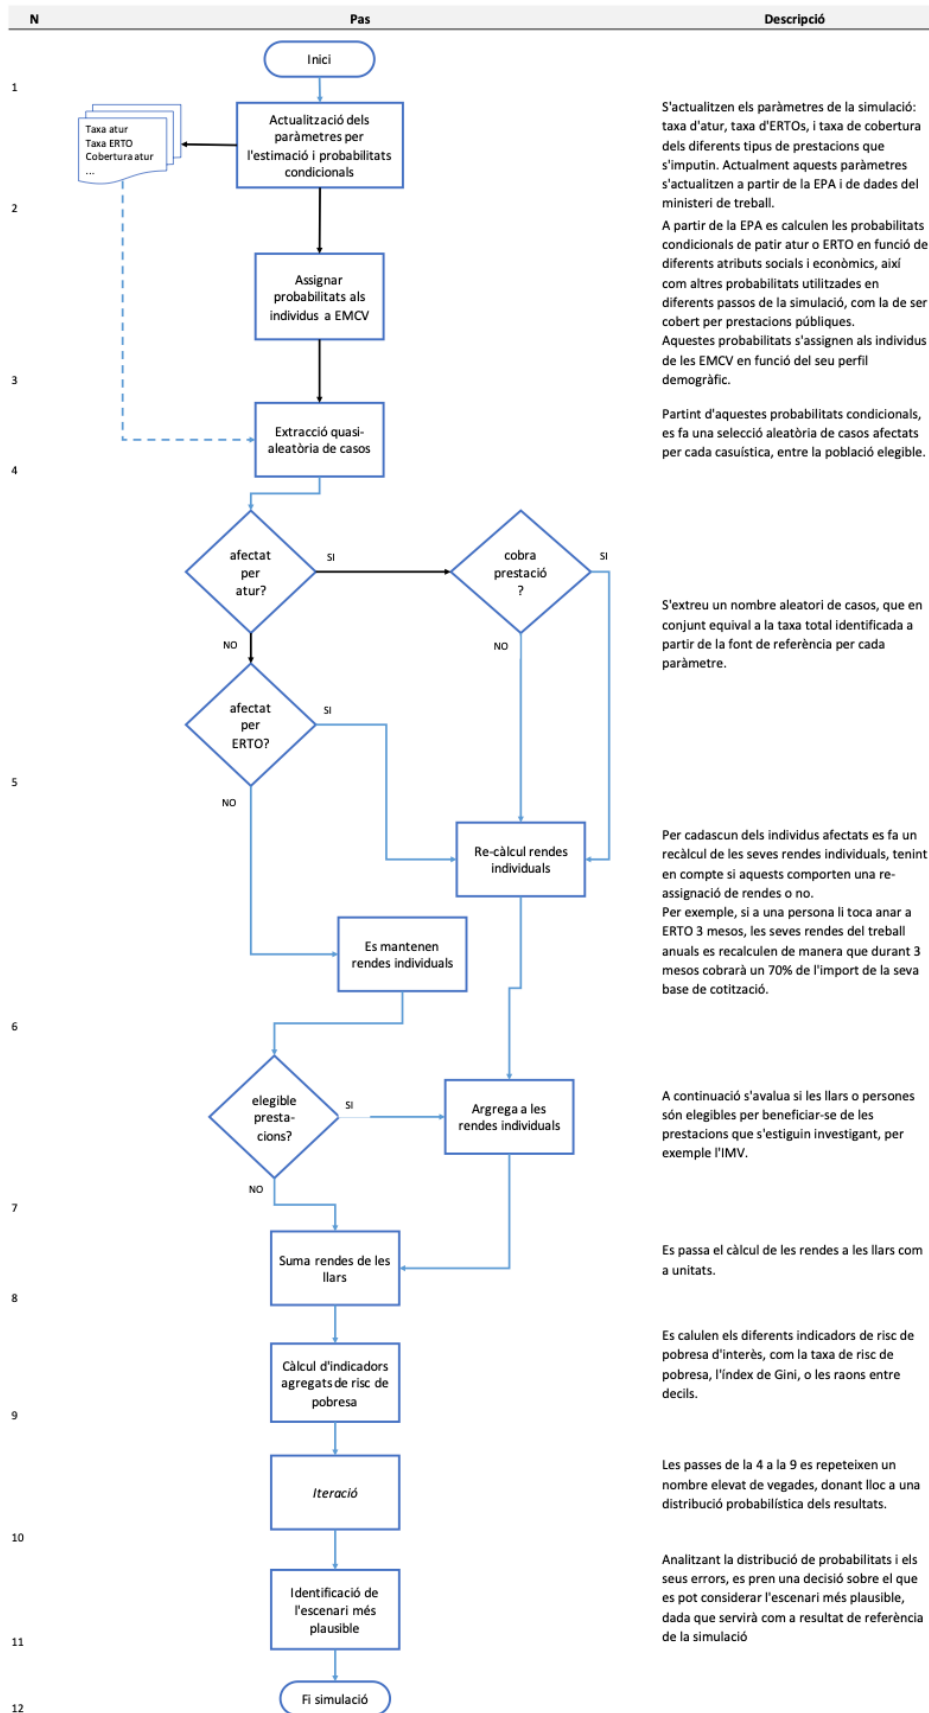 N Pas Descripció
Inici
1
Taxa atur
Taxa ERTO
Cobertura atur
...
Actualització dels
paràmetres per
l'estimació i probabilitats
condicionals
S'actualitzen els paràmetres de la simulació:
taxa d'atur, taxa d'ERTOs, i taxa de cobertura
dels diferents tipus de prestacions que
s'imputin. Actualment aquests paràmetres
s'actualitzen a partir de la EPA i de dades del
ministeri de treball.
2
Assignar
probabilitats als
individus a EMCV
A partir de la EPA es calculen les probabilitats
condicionals de patir atur o ERTO en funció de
diferents atributs socials i econòmics, així
com altres probabilitats utilitzades en
diferents passos de la simulació, com la de ser
cobert per prestacions públiques.
Aquestes probabilitats s'assignen als individus
de les EMCV en funció del seu perfil
demogràfic.
3
Extracció quasi-
aleatòria de casos
Partint d'aquestes probabilitats condicionals,
es fa una selecció aleatòria de casos afectats
per cada casuística, entre la població elegible.
4
afectat
per
atur?
SI
NO
cobra
prestació
?
SI
NO
S'extreu un nombre aleatori de casos, que en
conjunt equival a la taxa total identificada a
partir de la font de referència per cada
paràmetre.
afectat
per
ERTO?
SI
NO
5
Re-càlcul rendes
individuals
Per cadascun dels individus afectats es fa un
recàlcul de les seves rendes individuals, tenint
en compte si aquests comporten una re-
assignació de rendes o no.
Per exemple, si a una persona li toca anar a
ERTO 3 mesos, les seves rendes del treball
anuals es recalculen de manera que durant 3
mesos cobrarà un 70% de l'import de la seva
base de cotització.
Es mantenen
rendes individuals
6
elegible
presta-
cions?
SI
NO
Argrega a les
rendes individuals
A continuació s'avalua si les llars o persones
són elegibles per beneficiar-se de les
prestacions que s'estiguin investigant, per
exemple l'IMV.
7
Suma rendes de les
llars
Es passa el càlcul de les rendes a les llars com
a unitats.
8
Càlcul d'indicadors
agregats de risc de
pobresa
Es calulen els diferents indicadors de risc de
pobresa d'interès, com la taxa de risc de
pobresa, l'índex de Gini, o les raons entre
decils.
9
Iteració
Les passes de la 4 a la 9 es repeteixen un
nombre elevat de vegades, donant lloc a una
distribució probabilística dels resultats.
10
Identificació de
l'escenari més
plausible
Analitzant la distribució de probabilitats i els
seus errors, es pren una decisió sobre el que
es pot considerar l'escenari més plausible,
dada que servirà com a resultat de referència
de la simulació
11
Fi simulació
12